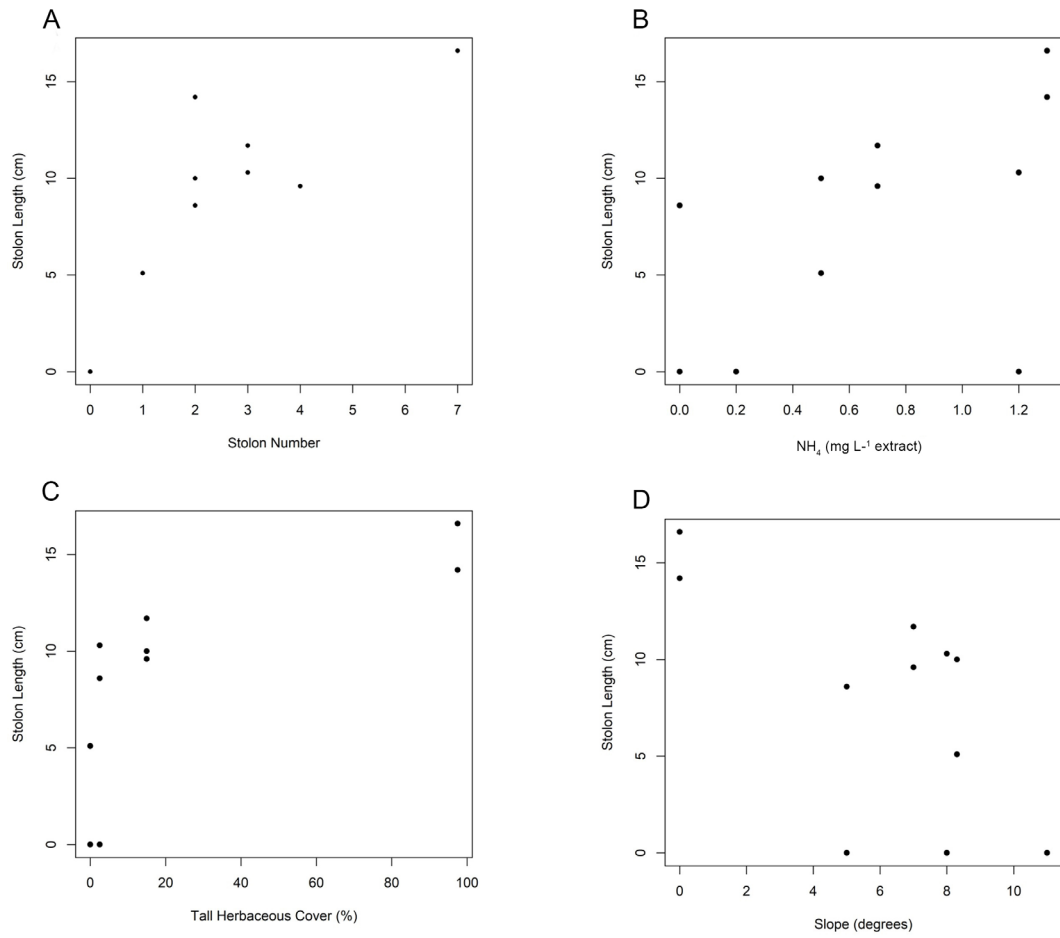 A
Stolon Length (cm)
0
5
10
15
0 1 2 3 4 5 6 7
Stolon Number
B
Stolon Length (cm)
0
5
10
15
0.0 0.2 0.4 0.6 0.8 1.0 1.2
NH₄ (mg L-¹ extract)
C
Stolon Length (cm)
0
5
10
15
0 20 40 60 80 100
Tall Herbaceous Cover (%)
D
Stolon Length (cm)
0
5
10
15
0 2 4 6 8 10
Slope (degrees)